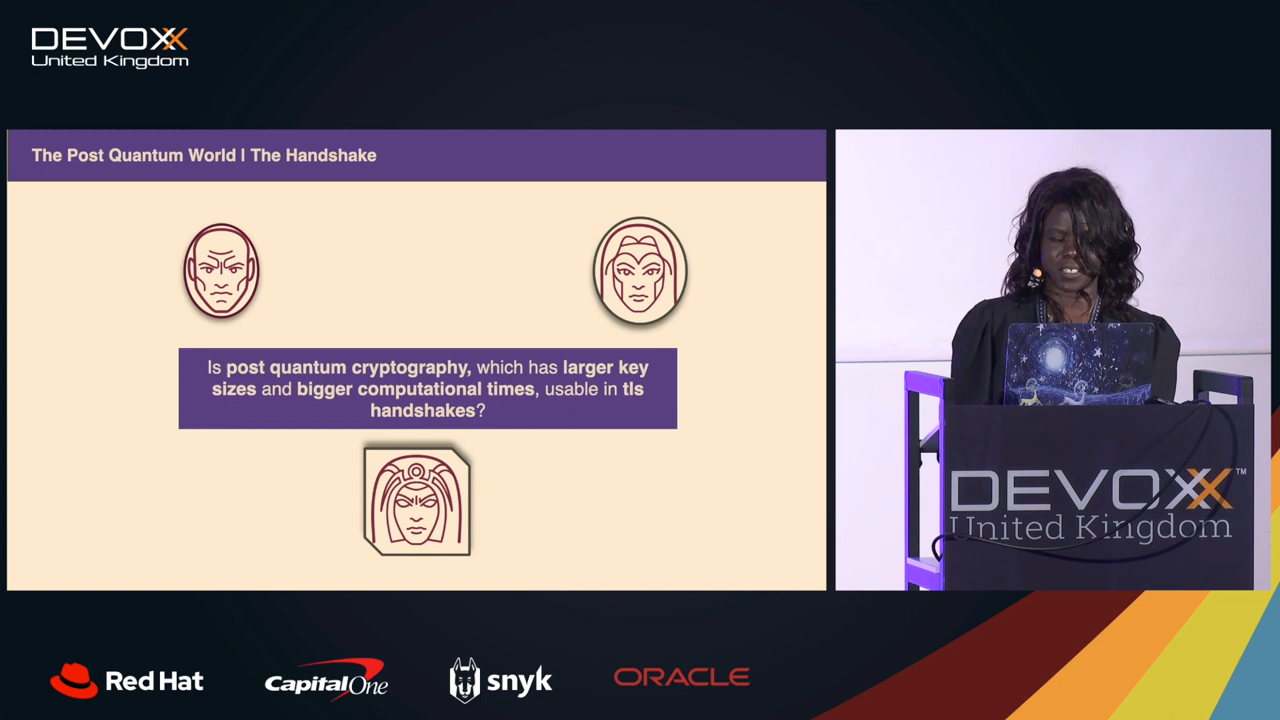 DEVOXX
United Kingdom
The Post Quantum World | The Handshake
Is post quantum cryptography, which has larger key
sizes and bigger computational times, usable in tls
handshakes?
DEVOXX™
United Kingdom
Red Hat
Capital One
snyk
ORACLE